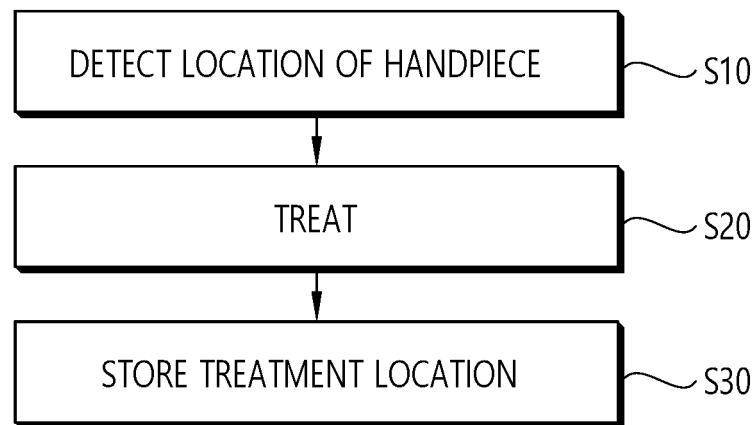 DETECT LOCATION OF HANDPIECE
S10
TREAT
S20
STORE TREATMENT LOCATION
S30